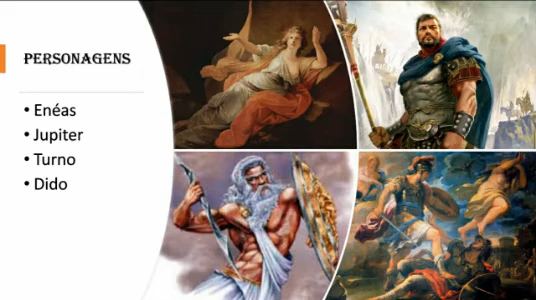 PERSONAGENS
• Enéas
• Jupiter
• Turno
• Dido